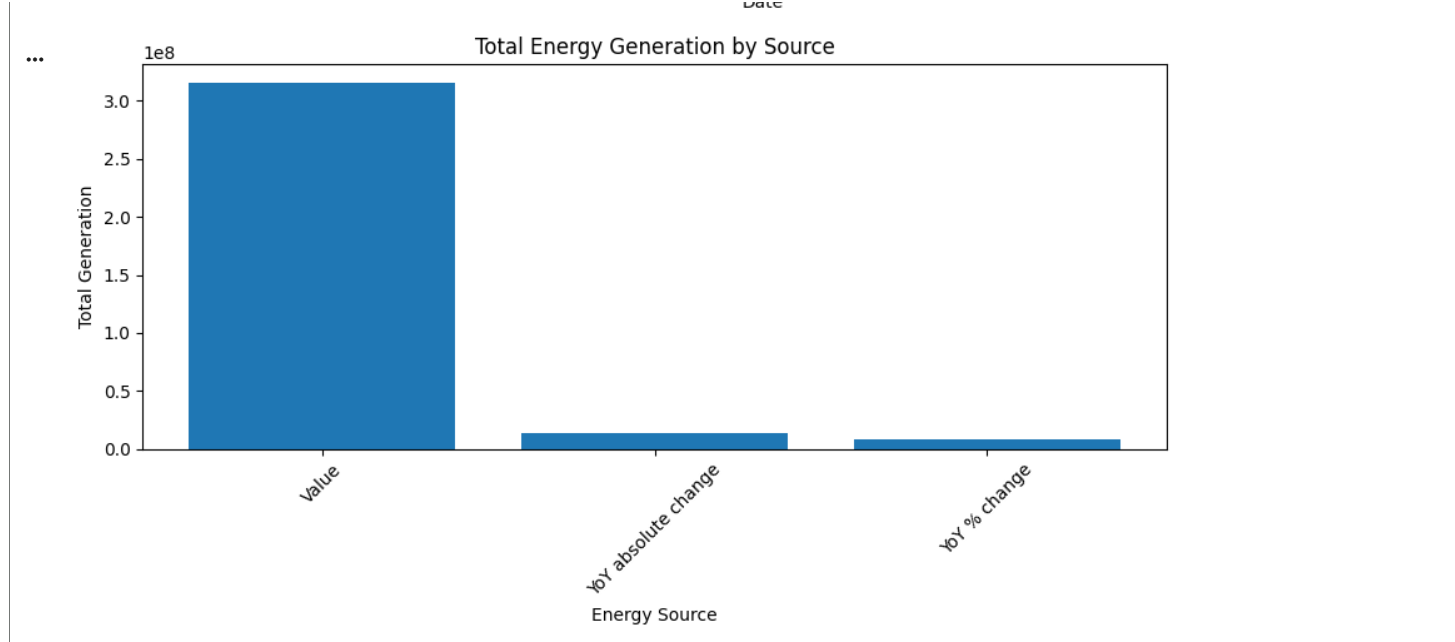 Date
Total Energy Generation by Source
1e8
...
3.0
2.5
2.0
1.5
1.0
0.5
0.0
Total Generation
Value
YoY absolute change
YoY % change
Energy Source